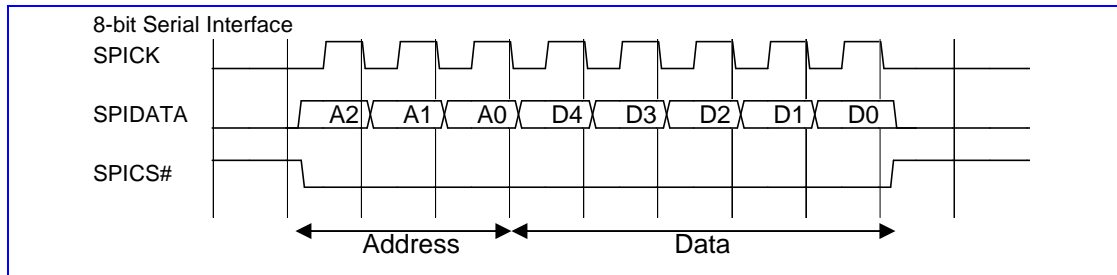 8-bit Serial Interface
SPICK
SPIDATA A2 A1 A0 D4 D3 D2 D1 D0
SPICS#
Address Data